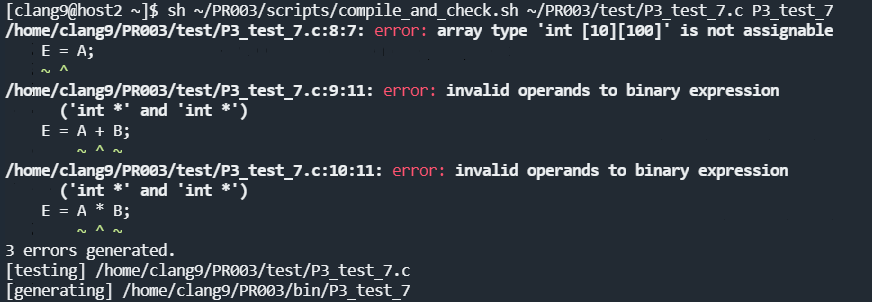 [clang9@host2 ~]$ sh ~/PR003/scripts/compile_and_check.sh ~/PR003/test/P3_test_7.c P3_test_7
/home/clang9/PR003/test/P3_test_7.c:8:7: error: array type 'int [10][100]' is not assignable
    E = A;
    ~ ^
/home/clang9/PR003/test/P3_test_7.c:9:11: error: invalid operands to binary expression
      ('int *' and 'int *')
    E = A + B;
        ~ ^ ~
/home/clang9/PR003/test/P3_test_7.c:10:11: error: invalid operands to binary expression
      ('int *' and 'int *')
    E = A * B;
        ~ ^ ~
3 errors generated.
[testing] /home/clang9/PR003/test/P3_test_7.c
[generating] /home/clang9/PR003/bin/P3_test_7